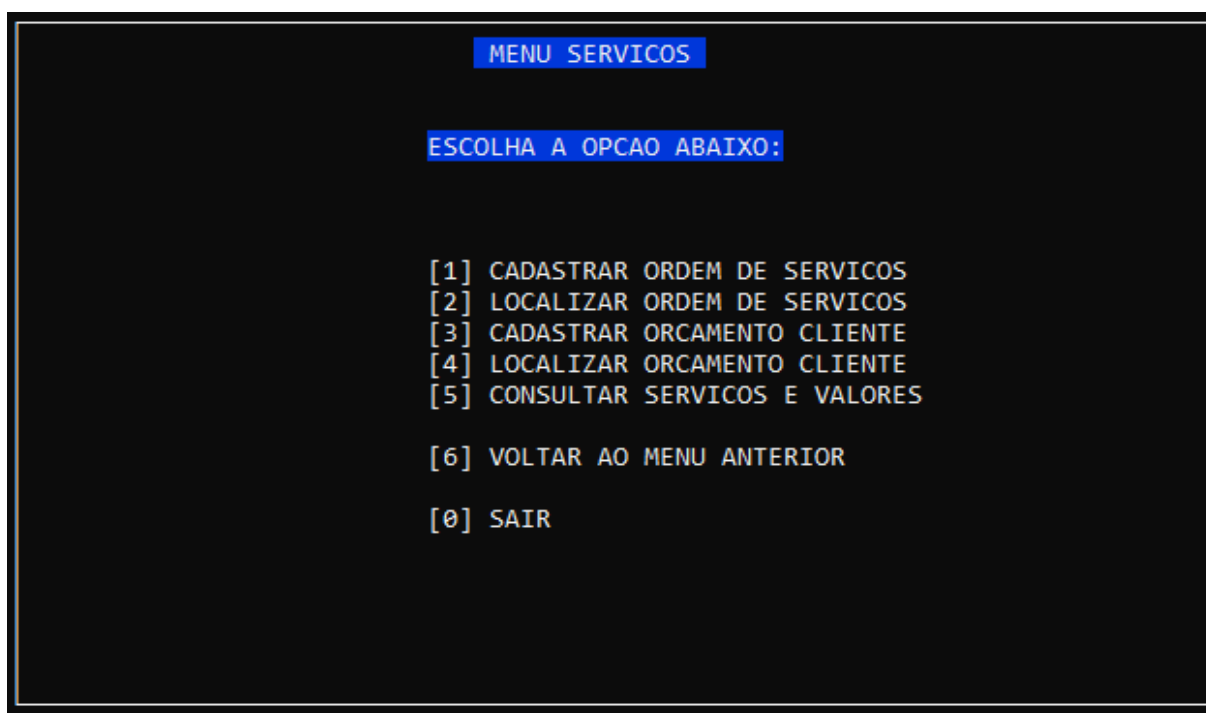 MENU SERVICOS
ESCOLHA A OPCAO ABAIXO:
[1] CADASTRAR ORDEM DE SERVICOS
[2] LOCALIZAR ORDEM DE SERVICOS
[3] CADASTRAR ORCAMENTO CLIENTE
[4] LOCALIZAR ORCAMENTO CLIENTE
[5] CONSULTAR SERVICOS E VALORES
[6] VOLTAR AO MENU ANTERIOR
[0] SAIR